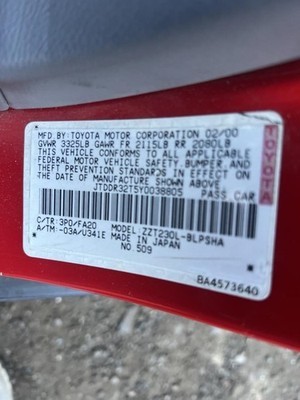 MFD BY: TOYOTA MOTOR CORPORATION 02/00
GVWR 3325LB GAWR FR 2115LB RR 2080LB
THIS VEHICLE CONFORMS TO ALL APPLICABLE
FEDERAL MOTOR VEHICLE SAFETY, BUMPER, AND
THEFT PREVENTION STANDARDS IN EFFECT ON
THE DATE OF MANUFACTURE SHOWN ABOVE.
JTDDR32T5Y0038805 PASS CAR
C/TR: 3P0/FA20 MODEL: ZZT230L-BLPSHA
A/TM: -03A/U341E MADE IN JAPAN
NO. 509
BA4573640
TOYOTA